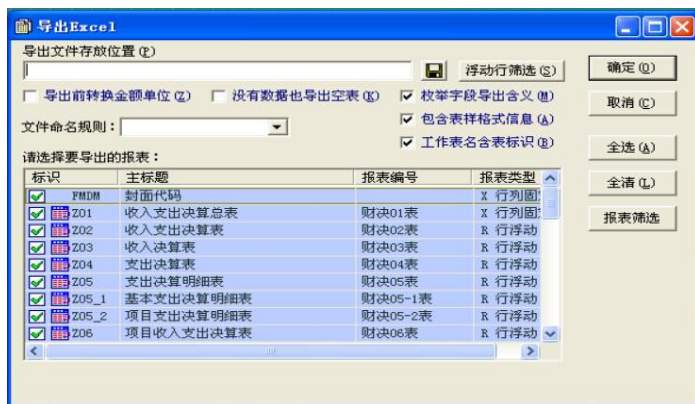 导出Excel
导出文件存放位置(P)
浮动行筛选(S)
确定(O)
导出前转换金额单位(Z) 没有数据也导出空表(K) 枚举字段导出含义(M)
取消(C)
包含表样格式信息(A)
文件命名规则:
工作表名含表标识(B)
全选(A)
请选择要导出的报表:
标识 主标题 报表编号 报表类型
全清(L)
FMDM 封面代码 X 行列固
Z01 收入支出决算总表 财决01表 X 行列固
报表筛选
Z02 收入支出决算表 财决02表 R 行浮动
Z03 收入决算表 财决03表 R 行浮动
Z04 支出决算表 财决04表 R 行浮动
Z05 支出决算明细表 财决05表 R 行浮动
Z05_1 基本支出决算明细表 财决05-1表 R 行浮动
Z05_2 项目支出决算明细表 财决05-2表 R 行浮动
Z06 项目收入支出决算表 财决06表 R 行浮动